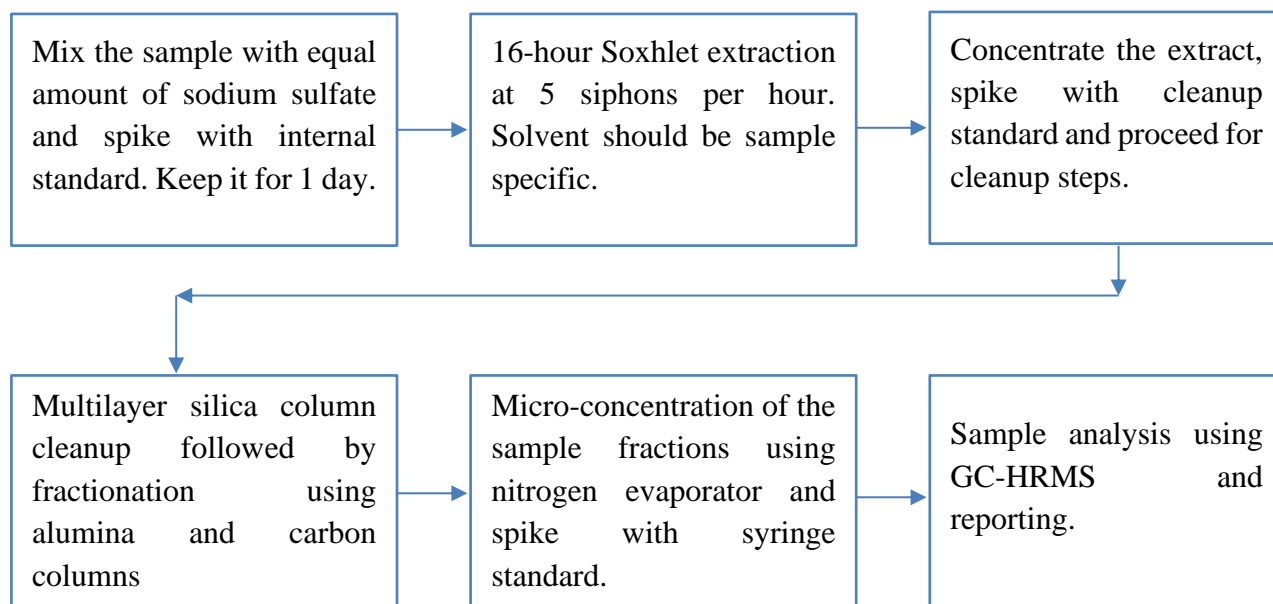 Mix the sample with equal
amount of sodium sulfate
and spike with internal
standard. Keep it for 1 day.
16-hour Soxhlet extraction
at 5 siphons per hour.
Solvent should be sample
specific.
Concentrate the extract,
spike with cleanup
standard and proceed for
cleanup steps.
Multilayer silica column
cleanup followed by
fractionation using
alumina and carbon
columns
Micro-concentration of the
sample fractions using
nitrogen evaporator and
spike with syringe
standard.
Sample analysis using
GC-HRMS and
reporting.